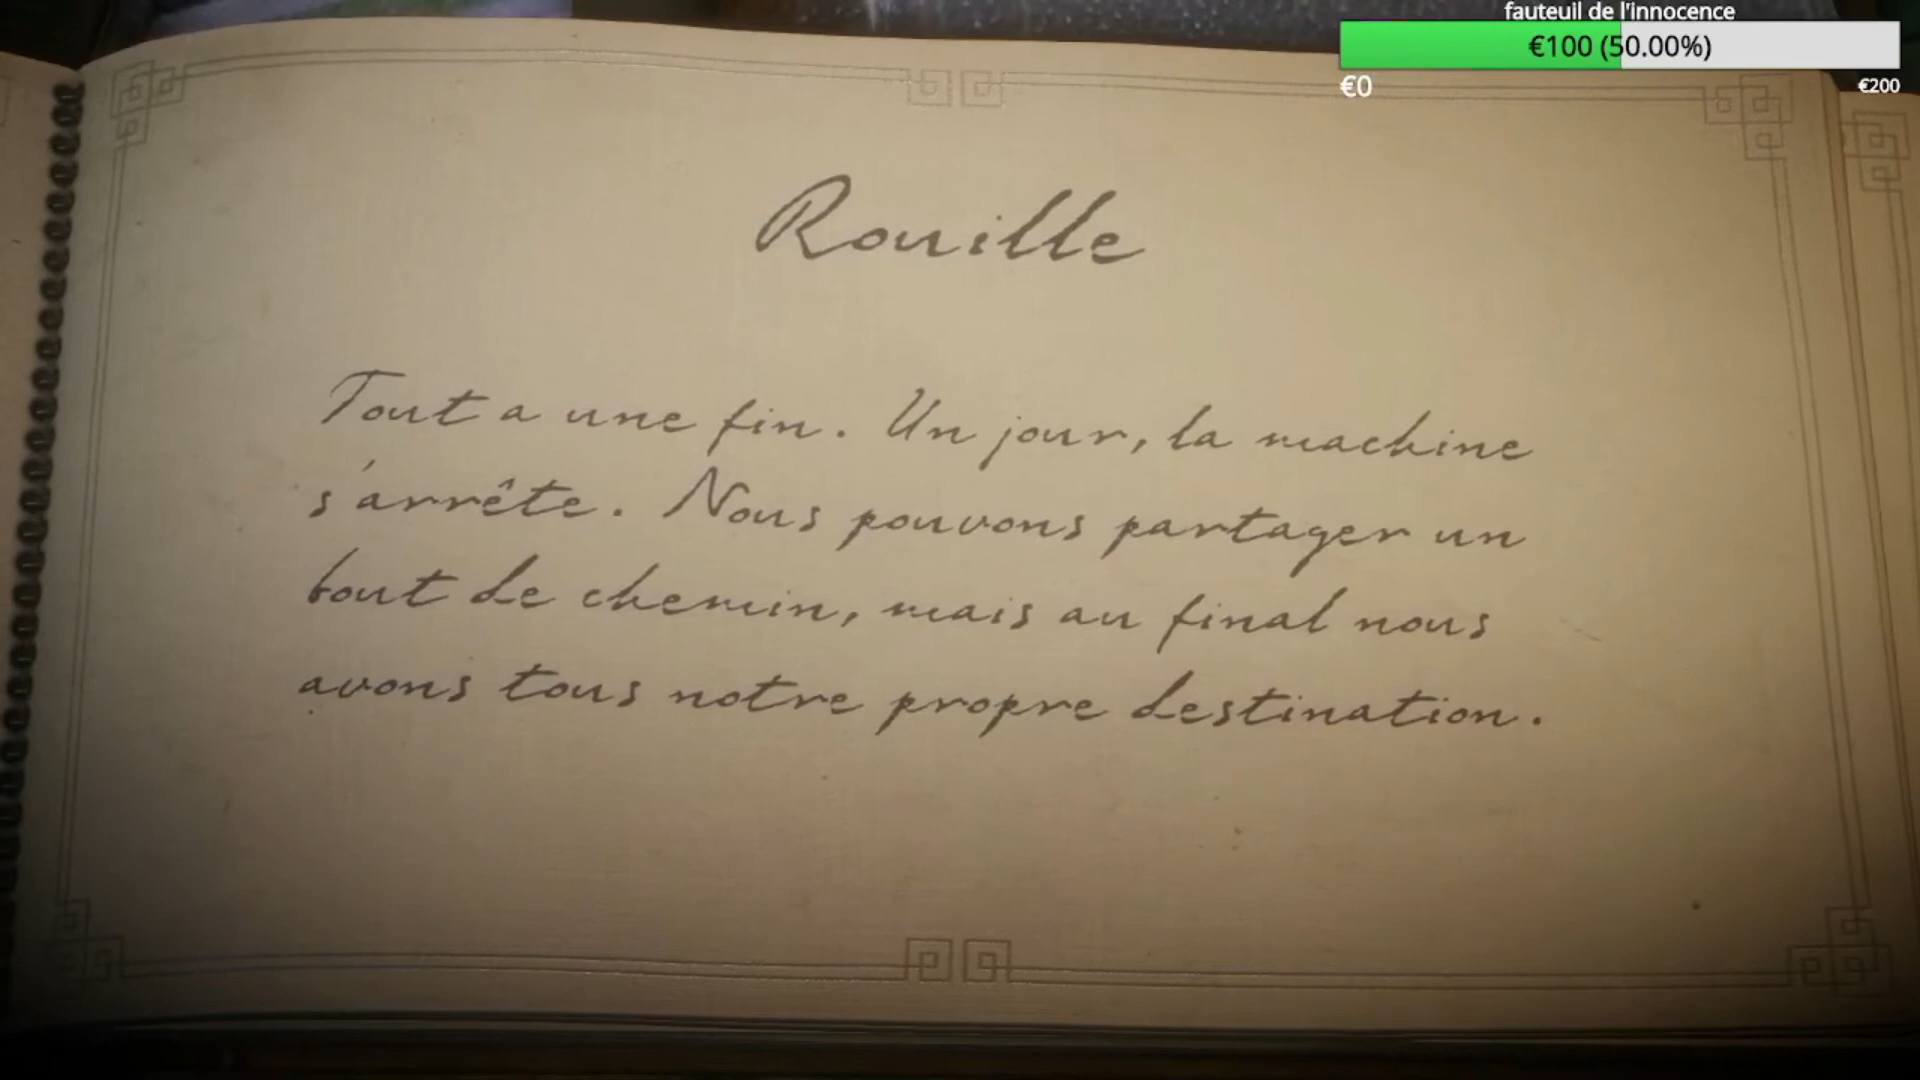 fauteuil de l'innocence
€100 (50.00%)
€0
€200
Rouille
Tout a une fin. Un jour, la machine
s'arrête. Nous pouvons partager un
bout de chemin, mais au final nous
avons tous notre propre destination.